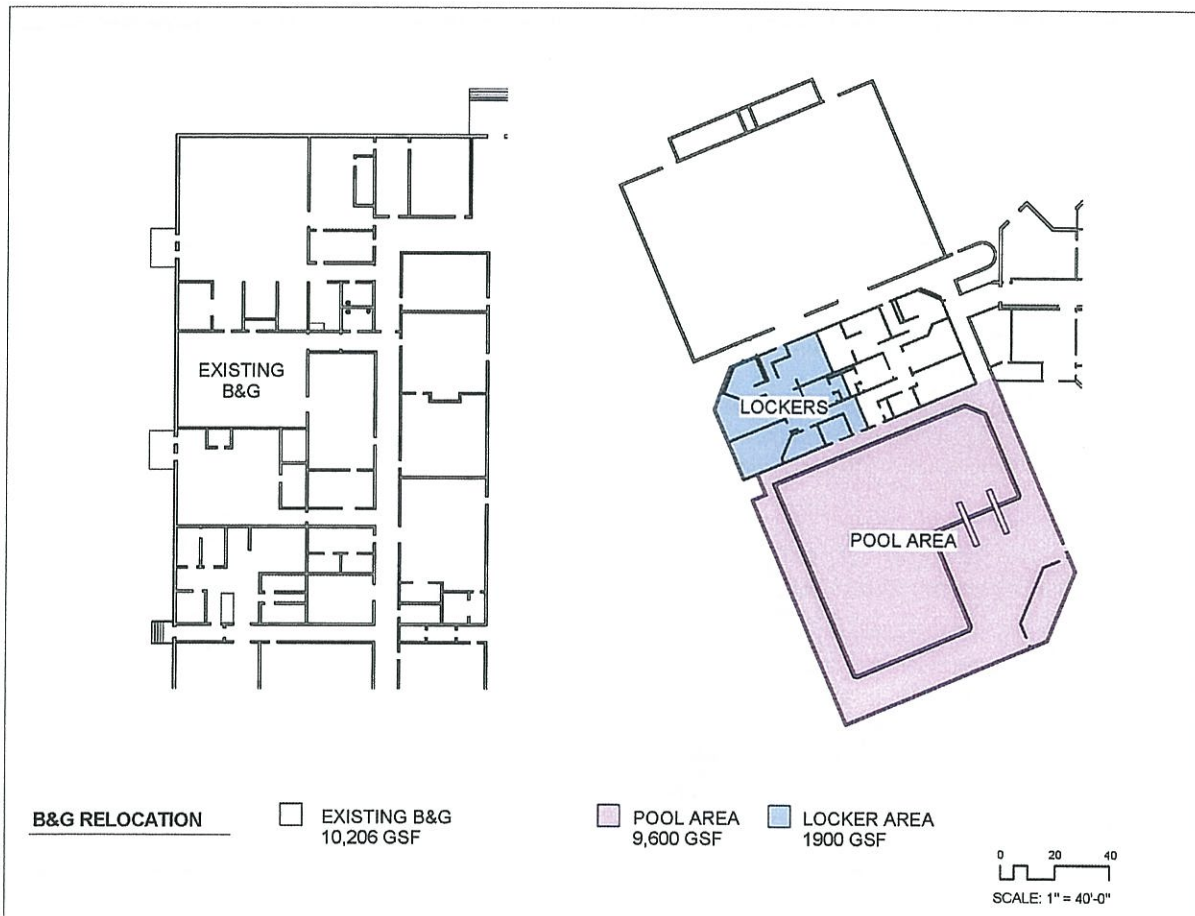 EXISTING
B&G
LOCKERS
POOL AREA
B&G RELOCATION
EXISTING B&G
10,206 GSF
POOL AREA
9,600 GSF
LOCKER AREA
1900 GSF
0 20 40
SCALE: 1" = 40'-0"